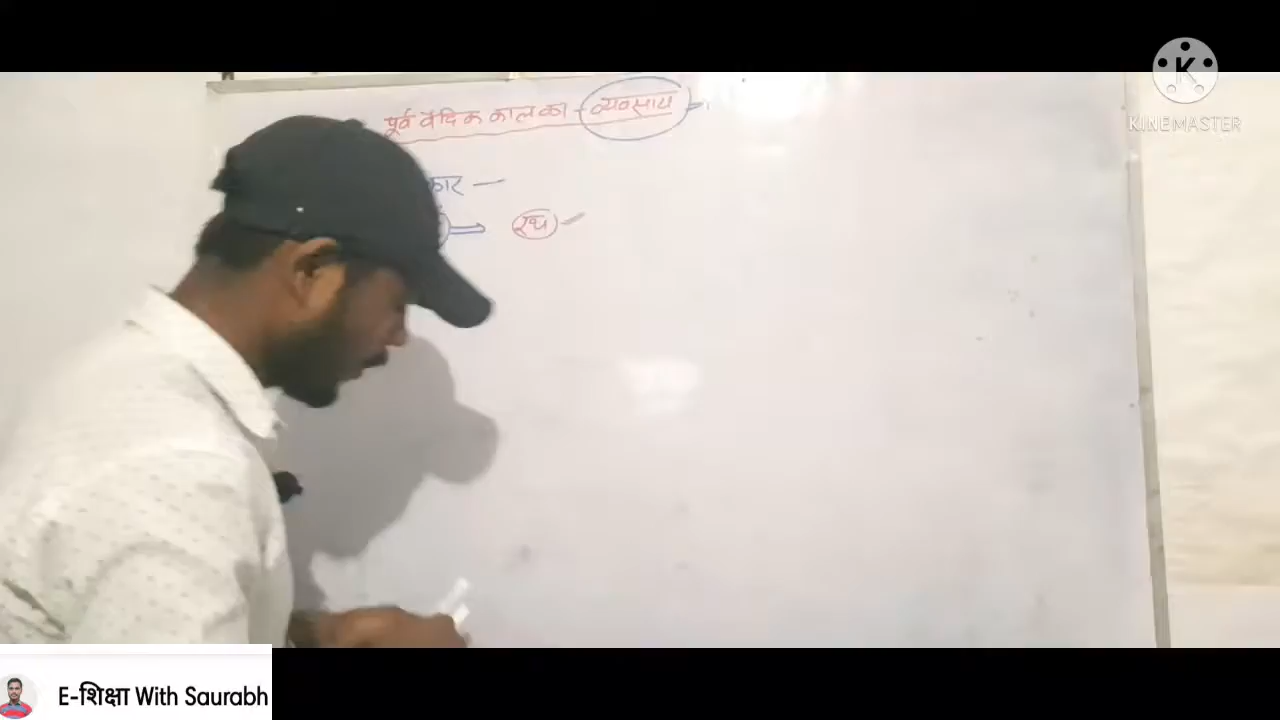 पूर्व वैदिक काल का - व्यवसाय
कार -
रथ
KINEMASTER
E-शिक्षा With Saurabh